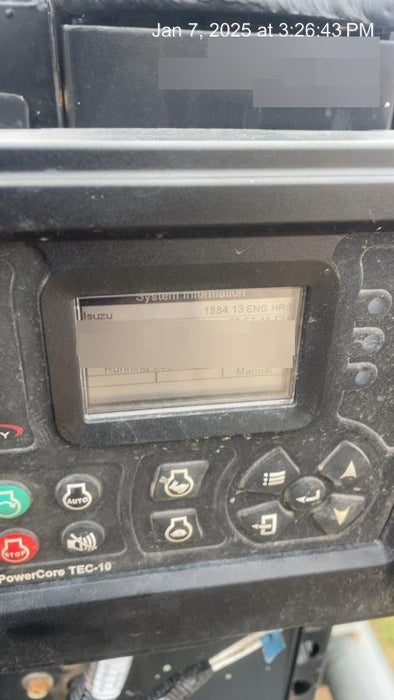 Jan 7, 2025 at 3:26:43 PM
System Information
Isuzu 1884.13 ENG HR
Running
Manual
Y
AUTO
STOP
PowerCore TEC-10